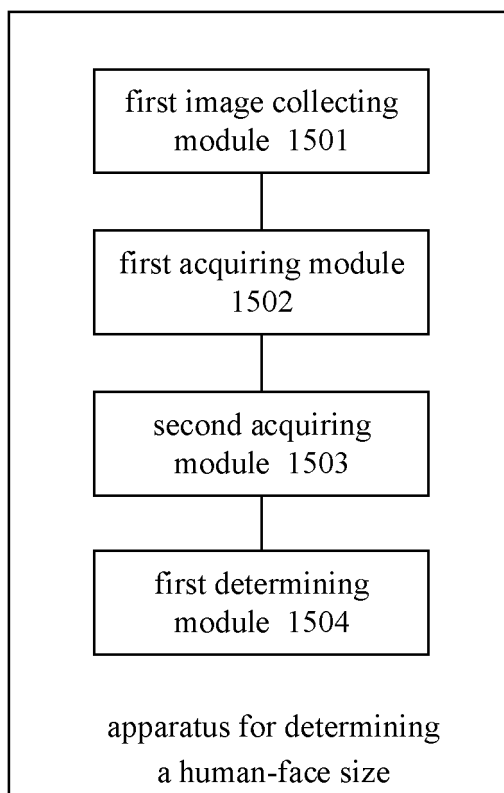 first image collecting
module 1501
first acquiring module
1502
second acquiring
module 1503
first determining
module 1504
apparatus for determining
a human-face size